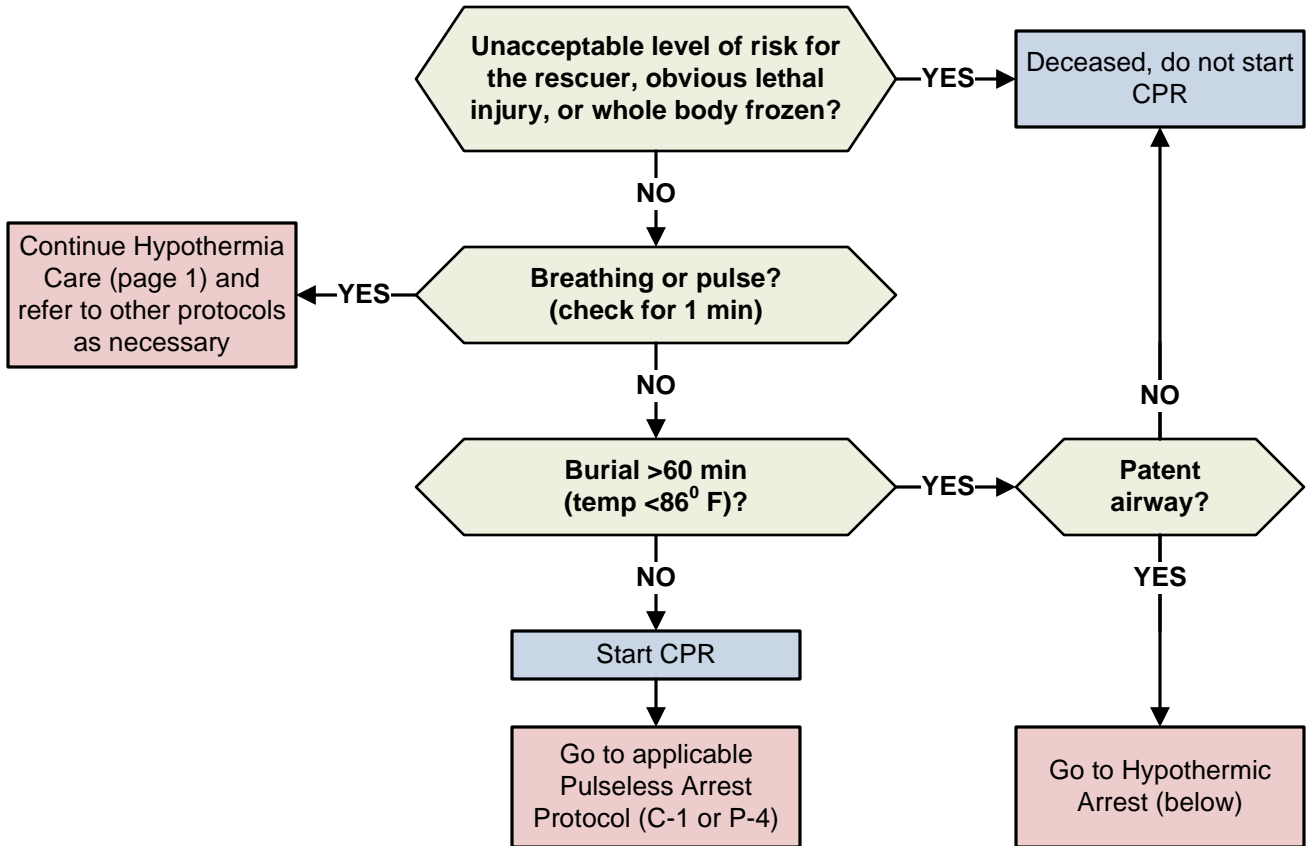 Unacceptable level of risk for
the rescuer, obvious lethal
injury, or whole body frozen?
YES
Deceased, do not start
CPR
NO
Continue Hypothermia
Care (page 1) and
refer to other protocols
as necessary
YES
Breathing or pulse?
(check for 1 min)
NO
NO
Burial >60 min
(temp <86⁰ F)?
YES
Patent
airway?
NO
YES
Start CPR
Go to applicable
Pulseless Arrest
Protocol (C-1 or P-4)
Go to Hypothermic
Arrest (below)